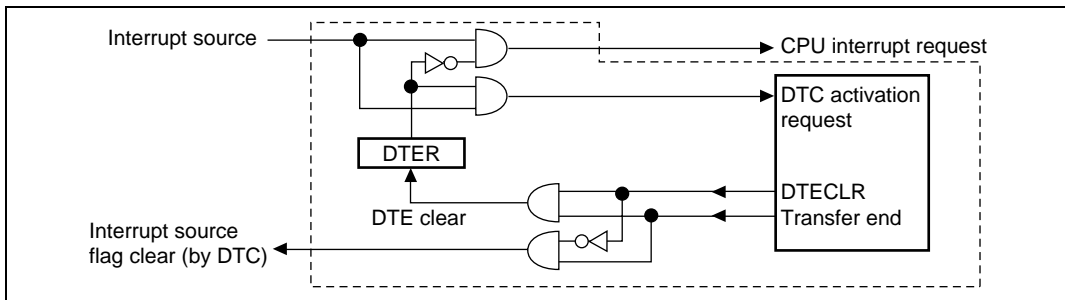 Interrupt source
CPU interrupt request
DTC activation
request
DTER
DTECLR
DTE clear
Transfer end
Interrupt source
flag clear (by DTC)